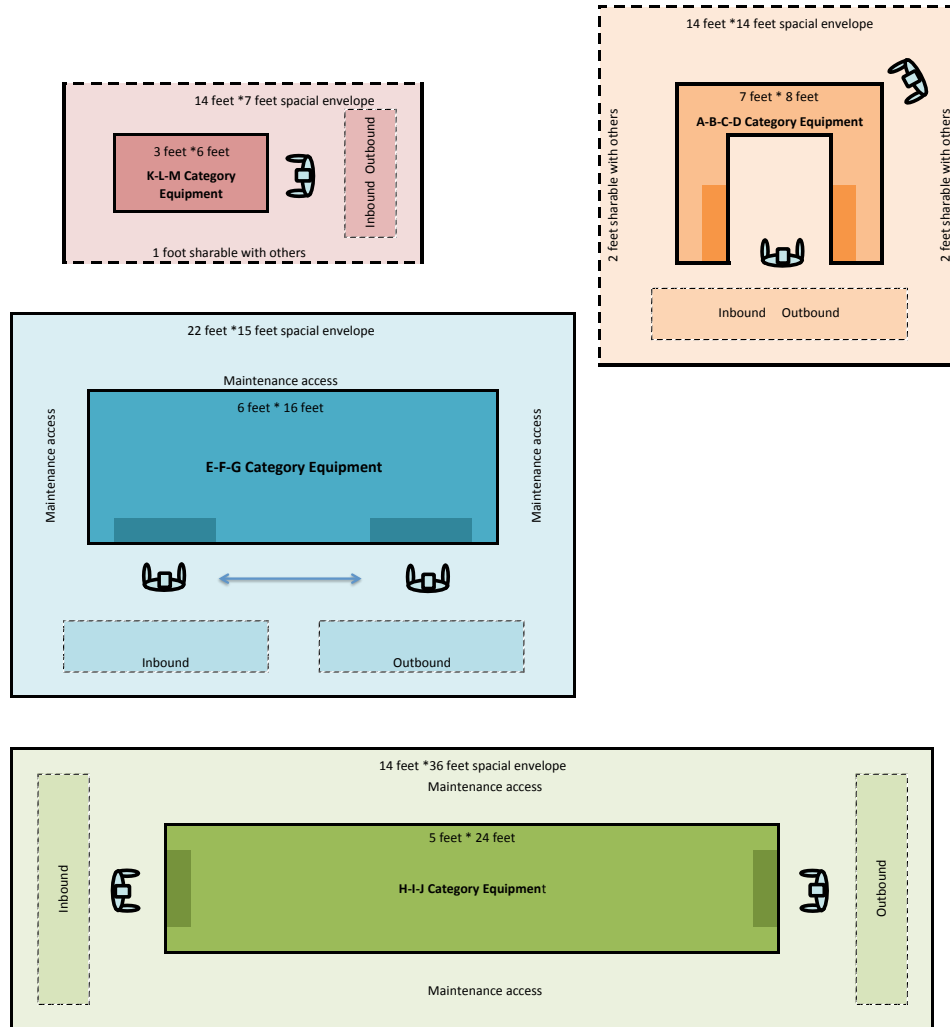 14 feet *14 feet spacial envelope
7 feet * 8 feet
A-B-C-D Category Equipment
2 feet sharable with others
2 feet sharable with others
Inbound Outbound
14 feet *7 feet spacial envelope
3 feet *6 feet
K-L-M Category
Equipment
Inbound Outbound
1 foot sharable with others
22 feet *15 feet spacial envelope
Maintenance access
6 feet * 16 feet
E-F-G Category Equipment
Maintenance access
Maintenance access
Inbound
Outbound
14 feet *36 feet spacial envelope
Maintenance access
5 feet * 24 feet
H-I-J Category Equipment
Inbound
Outbound
Maintenance access